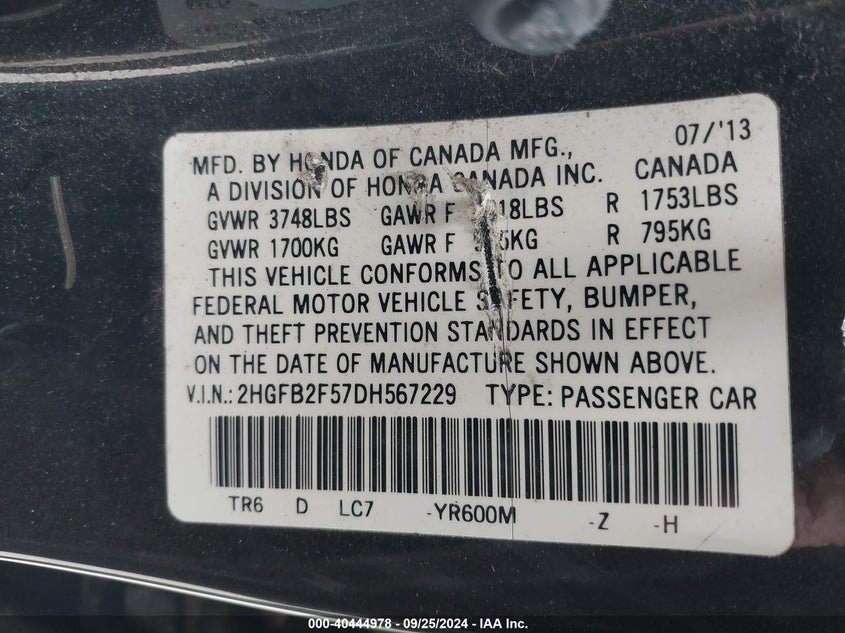 07/'13
MFD. BY HONDA OF CANADA MFG.,
A DIVISION OF HONDA CANADA INC. CANADA
GVWR 3748LBS GAWR F 18LBS R 1753LBS
GVWR 1700KG GAWR F 5KG R 795KG
THIS VEHICLE CONFORMS TO ALL APPLICABLE
FEDERAL MOTOR VEHICLE SAFETY, BUMPER,
AND THEFT PREVENTION STANDARDS IN EFFECT
ON THE DATE OF MANUFACTURE SHOWN ABOVE.
V.I.N.: 2HGFB2F57DH567229 TYPE: PASSENGER CAR
TR6 D LC7 -YR600M -Z -H
000-40444978 - 09/25/2024 - IAA Inc.